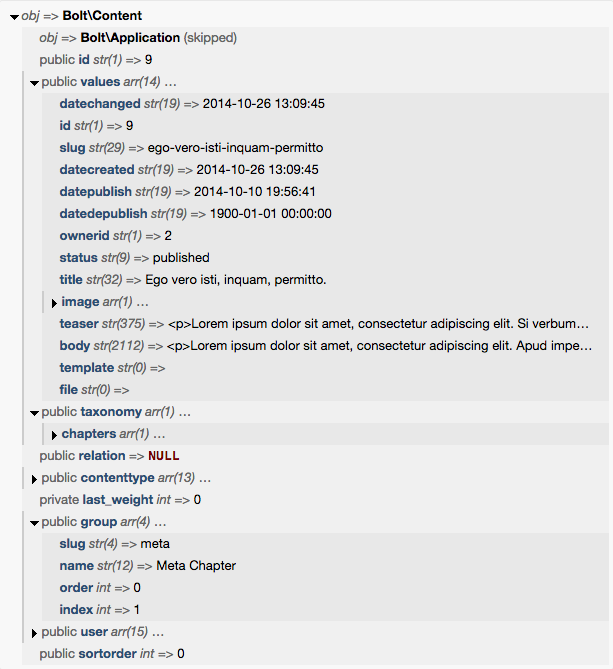 obj => Bolt\Content
obj => Bolt\Application (skipped)
public id str(1) => 9
public values arr(14) ...
datechanged str(19) => 2014-10-26 13:09:45
id str(1) => 9
slug str(29) => ego-vero-isti-inquam-permitto
datecreated str(19) => 2014-10-26 13:09:45
datepublish str(19) => 2014-10-10 19:56:41
datedepublish str(19) => 1900-01-01 00:00:00
ownerid str(1) => 2
status str(9) => published
title str(32) => Ego vero isti, inquam, permitto.
image arr(1) ...
teaser str(375) => <p>Lorem ipsum dolor sit amet, consectetur adipiscing elit. Si verbum...
body str(2112) => <p>Lorem ipsum dolor sit amet, consectetur adipiscing elit. Apud impe...
template str(0) =>
file str(0) =>
public taxonomy arr(1) ...
chapters arr(1) ...
public relation => NULL
public contenttype arr(13) ...
private last_weight int => 0
public group arr(4) ...
slug str(4) => meta
name str(12) => Meta Chapter
order int => 0
index int => 1
public user arr(15) ...
public sortorder int => 0